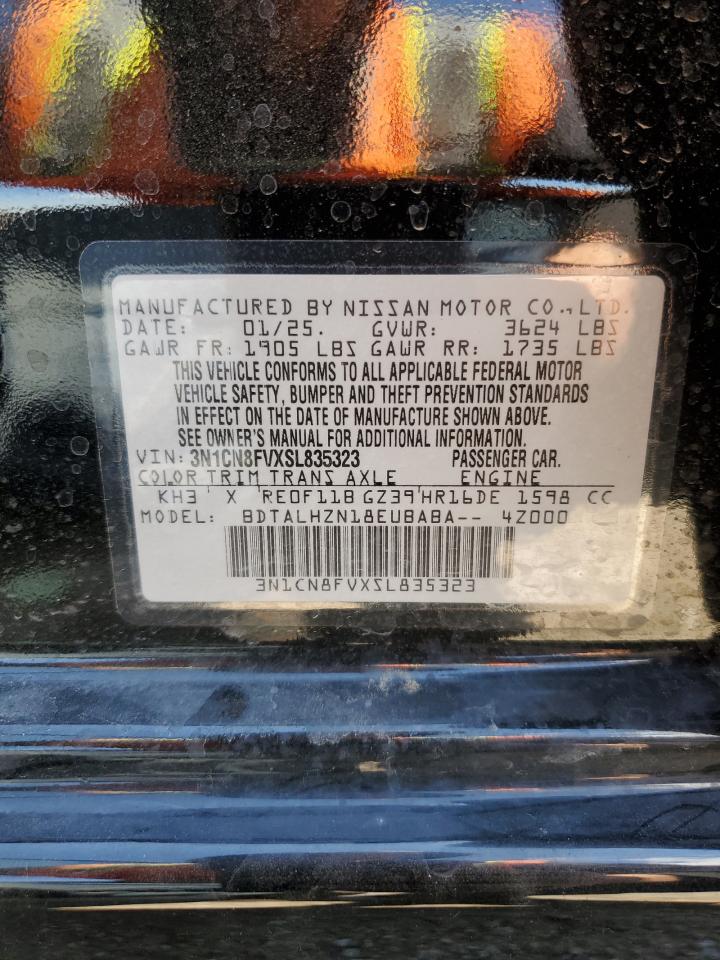 MANUFACTURED BY NISSAN MOTOR CO., LTD.
DATE: 01/25. GVWR: 3624 LBS
GAWR FR: 1905 LBS GAWR RR: 1735 LBS
THIS VEHICLE CONFORMS TO ALL APPLICABLE FEDERAL MOTOR
VEHICLE SAFETY, BUMPER AND THEFT PREVENTION STANDARDS
IN EFFECT ON THE DATE OF MANUFACTURE SHOWN ABOVE.
SEE OWNER'S MANUAL FOR ADDITIONAL INFORMATION.
VIN: 3N1CN8FVXSL835323 PASSENGER CAR.
COLOR TRIM TRANS AXLE ENGINE
KH3 ' X ' RE0F11B GZ39'HR16DE 1598 CC
MODEL: BDTALHZN18EUBABA-- 4Z000
3N1CN8FVXSL835323